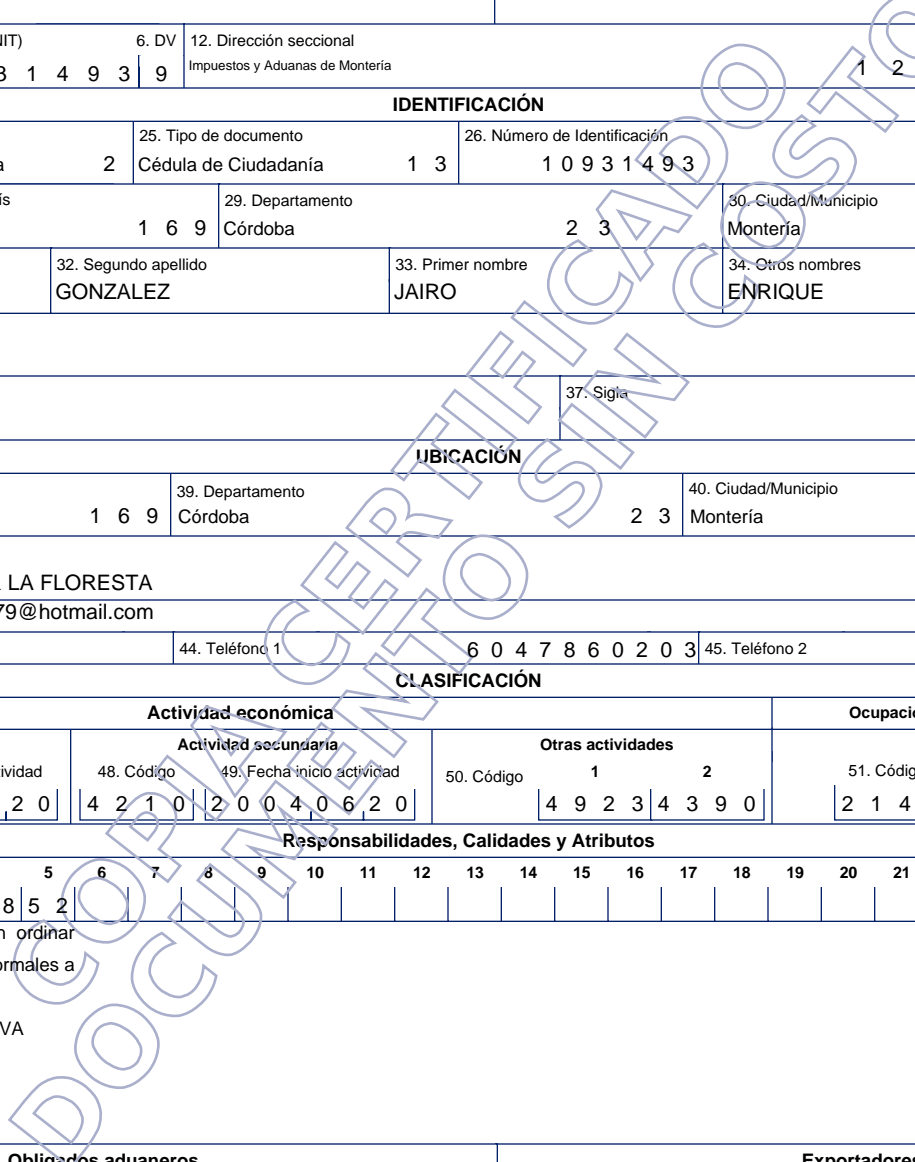 NIT) 6. DV 12. Dirección seccional
3 1 4 9 3 9 Impuestos y Aduanas de Montería 1 2
IDENTIFICACIÓN
25. Tipo de documento 26. Número de Identificación
a 2 Cédula de Ciudadanía 1 3 1 0 9 3 1 4 9 3
ís 29. Departamento 30. Ciudad/Municipio
1 6 9 Córdoba 2 3 Montería
32. Segundo apellido 33. Primer nombre 34. Otros nombres
GONZALEZ JAIRO ENRIQUE
37. Sigla
UBICACIÓN
39. Departamento 40. Ciudad/Municipio
1 6 9 Córdoba 2 3 Montería
LA FLORESTA
79@hotmail.com
44. Teléfono 1 6 0 4 7 8 6 0 2 0 3 45. Teléfono 2
CLASIFICACIÓN
Actividad económica Ocupació
Actividad secundaria Otras actividades
ividad 48. Código 49. Fecha inicio actividad 50. Código 1 2 51. Códig
2 0 4 2 1 0 2 0 0 4 0 6 2 0 4 9 2 3 4 3 9 0 2 1 4
Responsabilidades, Calidades y Atributos
5 6 7 8 9 10 11 12 13 14 15 16 17 18 19 20 21
8 5 2
n ordinar
ormales a
VA
Obligados aduaneros Exportadores
COPIA CERTIFICADO
DOCUMENTO SIN COSTO